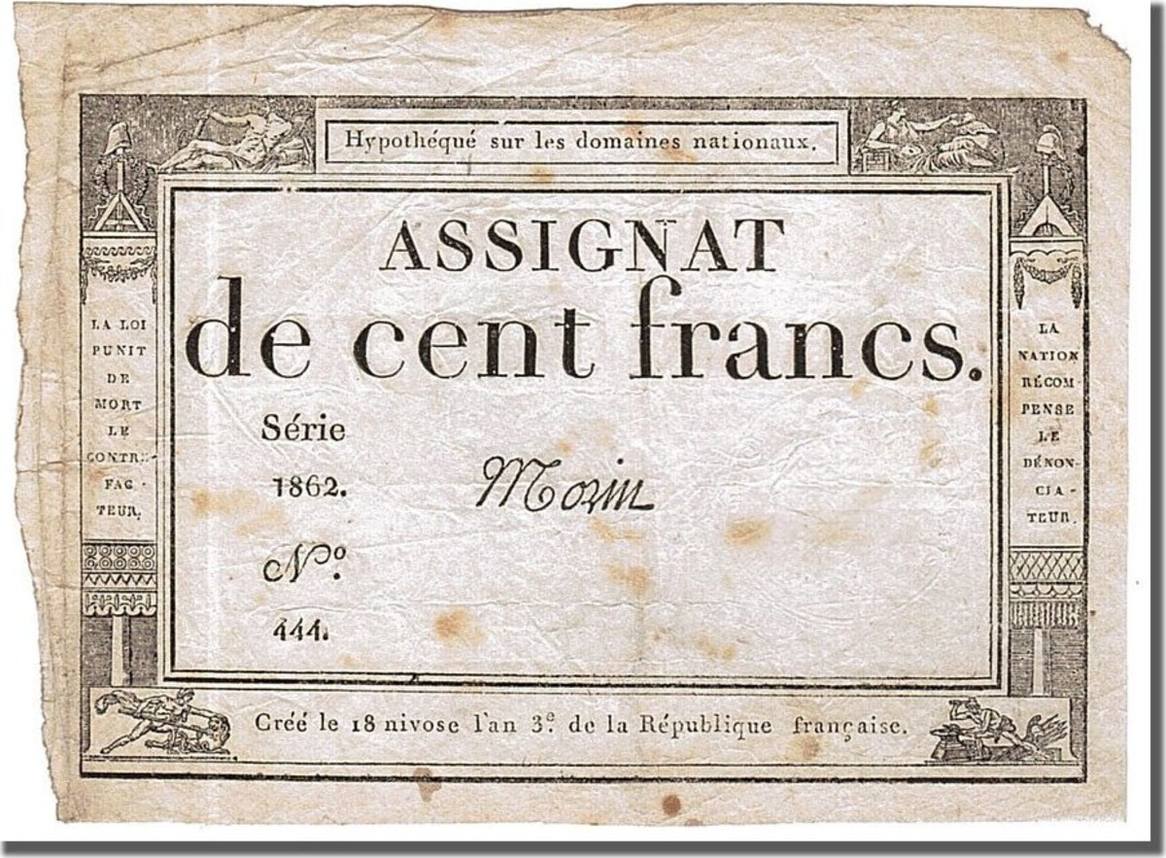 Hypothéqué sur les domaines nationaux.
ASSIGNAT
de cent francs.
LA LOI
PUNIT
DE
MORT
LE
CONTRE-
FAC-
TEUR.
Série
1862.
Morin
Nº.
444.
LA
NATION
RÉCOM-
PENSE
LE
DÉNON-
CIA-
TEUR.
Créé le 18 nivose l'an 3.e de la République française.